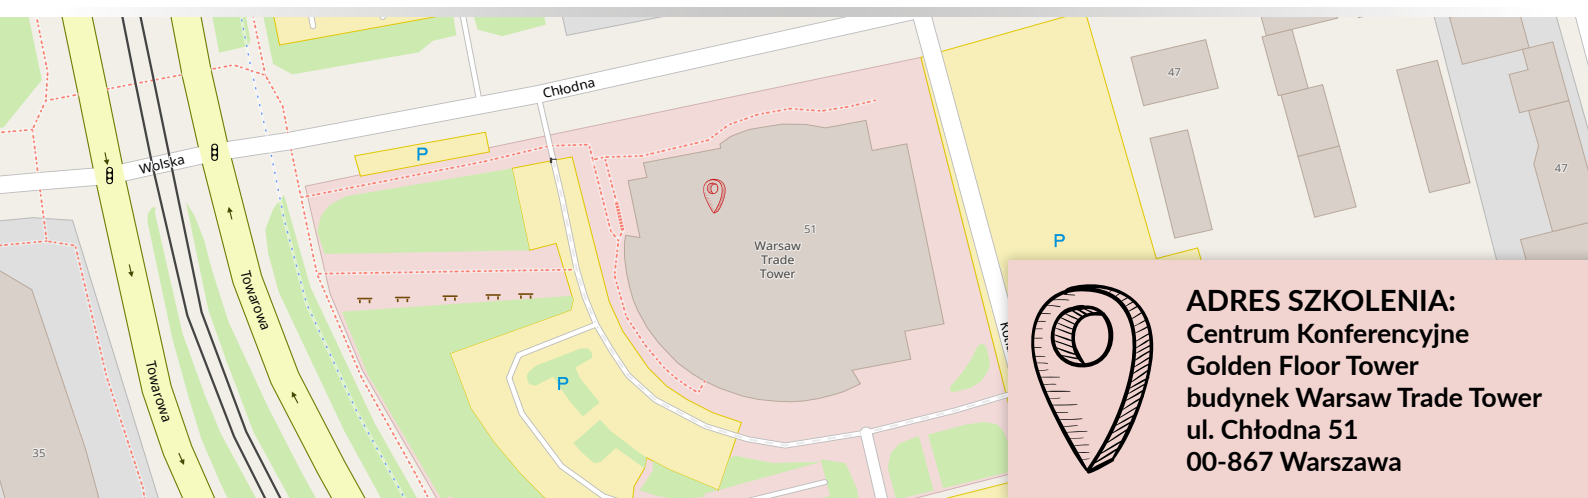 Chłodna
47
P
Wolska
47
51
Warsaw
Trade
Tower
P
Towarowa
P
Towarowa
35
ADRES SZKOLENIA:
Centrum Konferencyjne
Golden Floor Tower
budynek Warsaw Trade Tower
ul. Chłodna 51
00-867 Warszawa